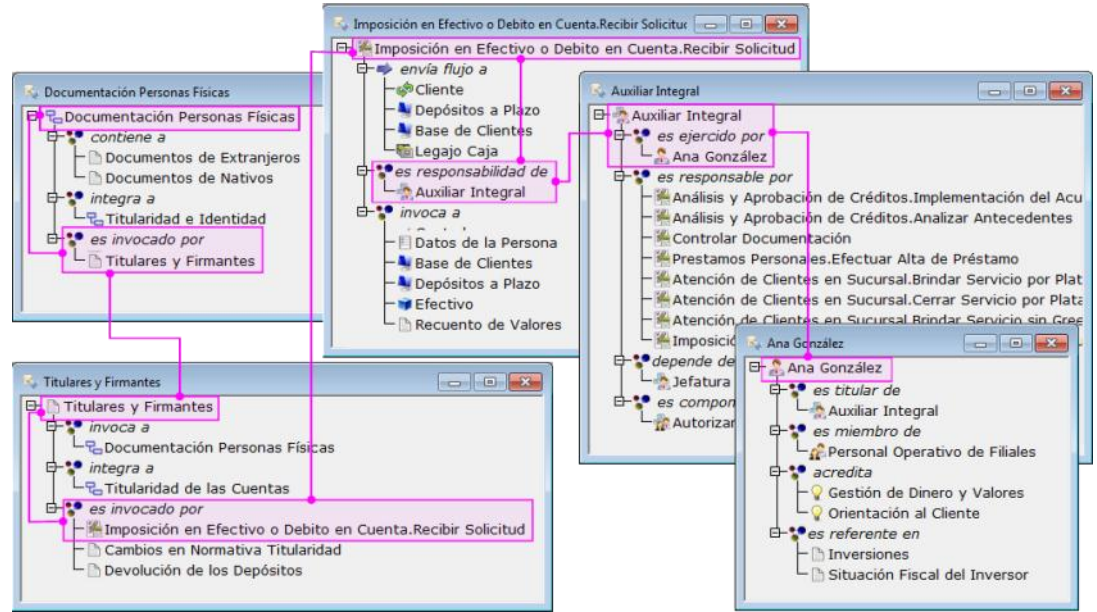 Documentación Personas Físicas
Documentación Personas Físicas
contiene a
Documentos de Extranjeros
Documentos de Nativos
integra a
Titularidad e Identidad
es invocado por
Titulares y Firmantes
Imposición en Efectivo o Debito en Cuenta.Recibir Solicituc
Imposición en Efectivo o Debito en Cuenta.Recibir Solicitud
envía flujo a
Cliente
Depósitos a Plazo
Base de Clientes
Legajo Caja
es responsabilidad de
Auxiliar Integral
invoca a
Datos de la Persona
Base de Clientes
Depósitos a Plazo
Efectivo
Recuento de Valores
Auxiliar Integral
Auxiliar Integral
es ejercido por
Ana González
es responsable por
Análisis y Aprobación de Créditos.Implementación del Acu
Análisis y Aprobación de Créditos.Analizar Antecedentes
Controlar Documentación
Prestamos Personales.Efectuar Alta de Préstamo
Atención de Clientes en Sucursal.Brindar Servicio por Plat
Atención de Clientes en Sucursal.Cerrar Servicio por Plata
Atención de Clientes en Sucursal.Brindar Servicio sin Gree
Imposició
depende de
Jefatura
es compon
Autorizar
Titulares y Firmantes
Titulares y Firmantes
invoca a
Documentación Personas Físicas
integra a
Titularidad de las Cuentas
es invocado por
Imposición en Efectivo o Debito en Cuenta.Recibir Solicitud
Cambios en Normativa Titularidad
Devolución de los Depósitos
Ana González
Ana González
es titular de
Auxiliar Integral
es miembro de
Personal Operativo de Filiales
acredita
Gestión de Dinero y Valores
Orientación al Cliente
es referente en
Inversiones
Situación Fiscal del Inversor